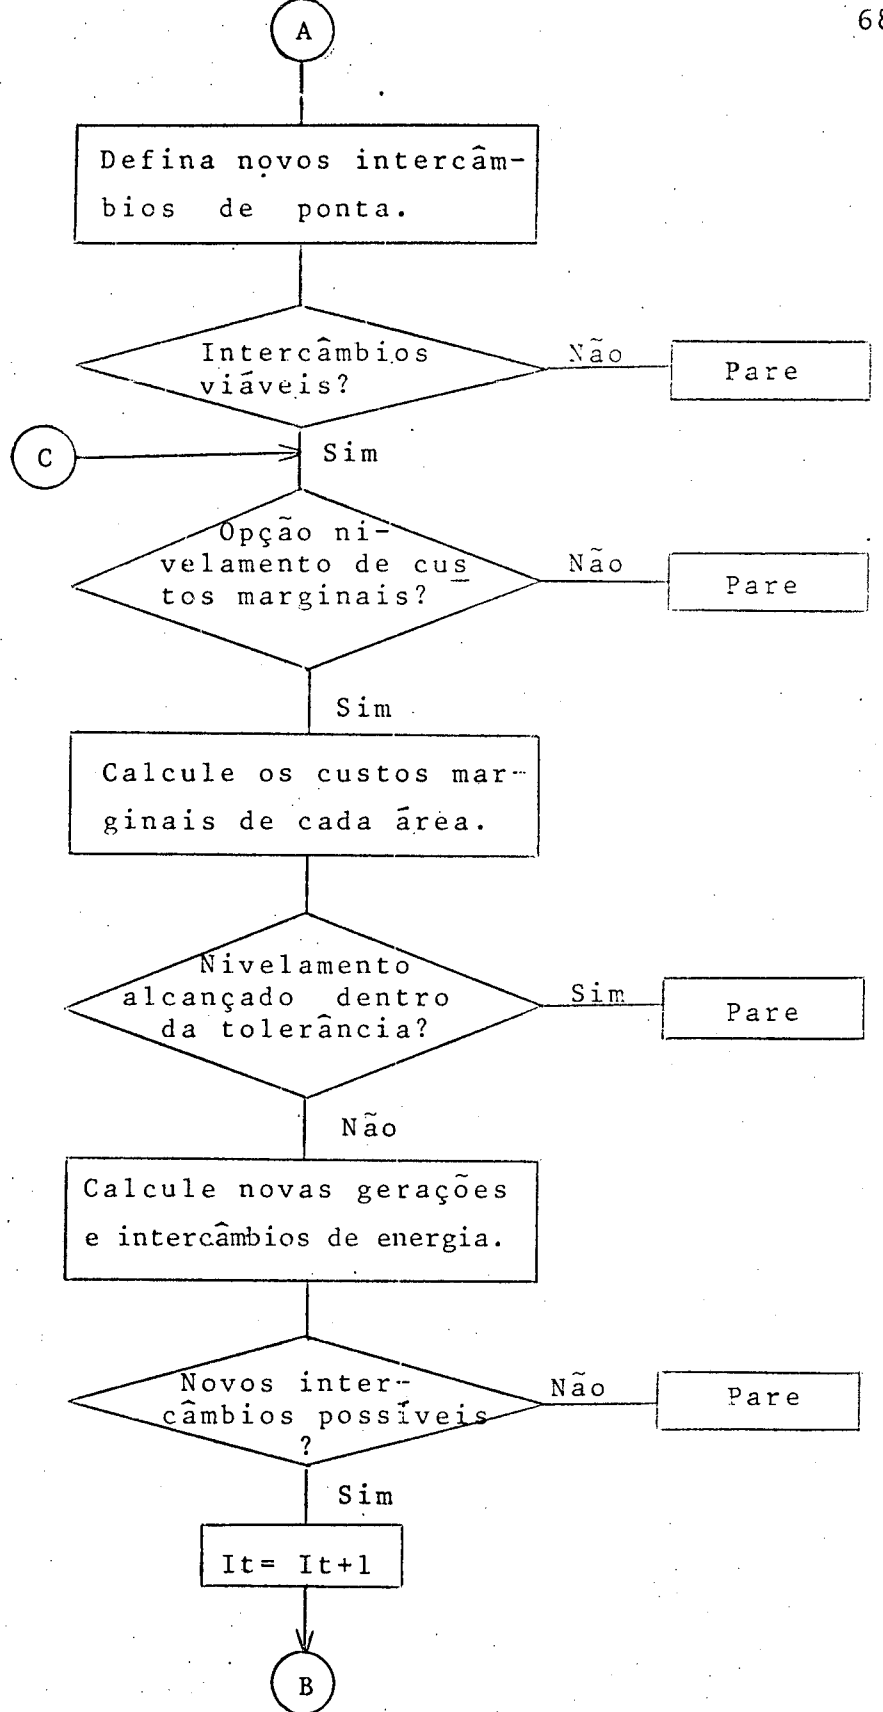 68
A
Defina novos intercâm-
bios de ponta.
Intercâmbios
viáveis?
Não
Pare
C
Sim
Opção ni-
velamento de cus
tos marginais?
Não
Pare
Sim
Calcule os custos mar-
ginais de cada área.
Nivelamento
alcançado dentro
da tolerância?
Sim
Pare
Não
Calcule novas gerações
e intercâmbios de energia.
Novos inter-
câmbios possíveis
?
Não
Pare
Sim
It= It+1
B